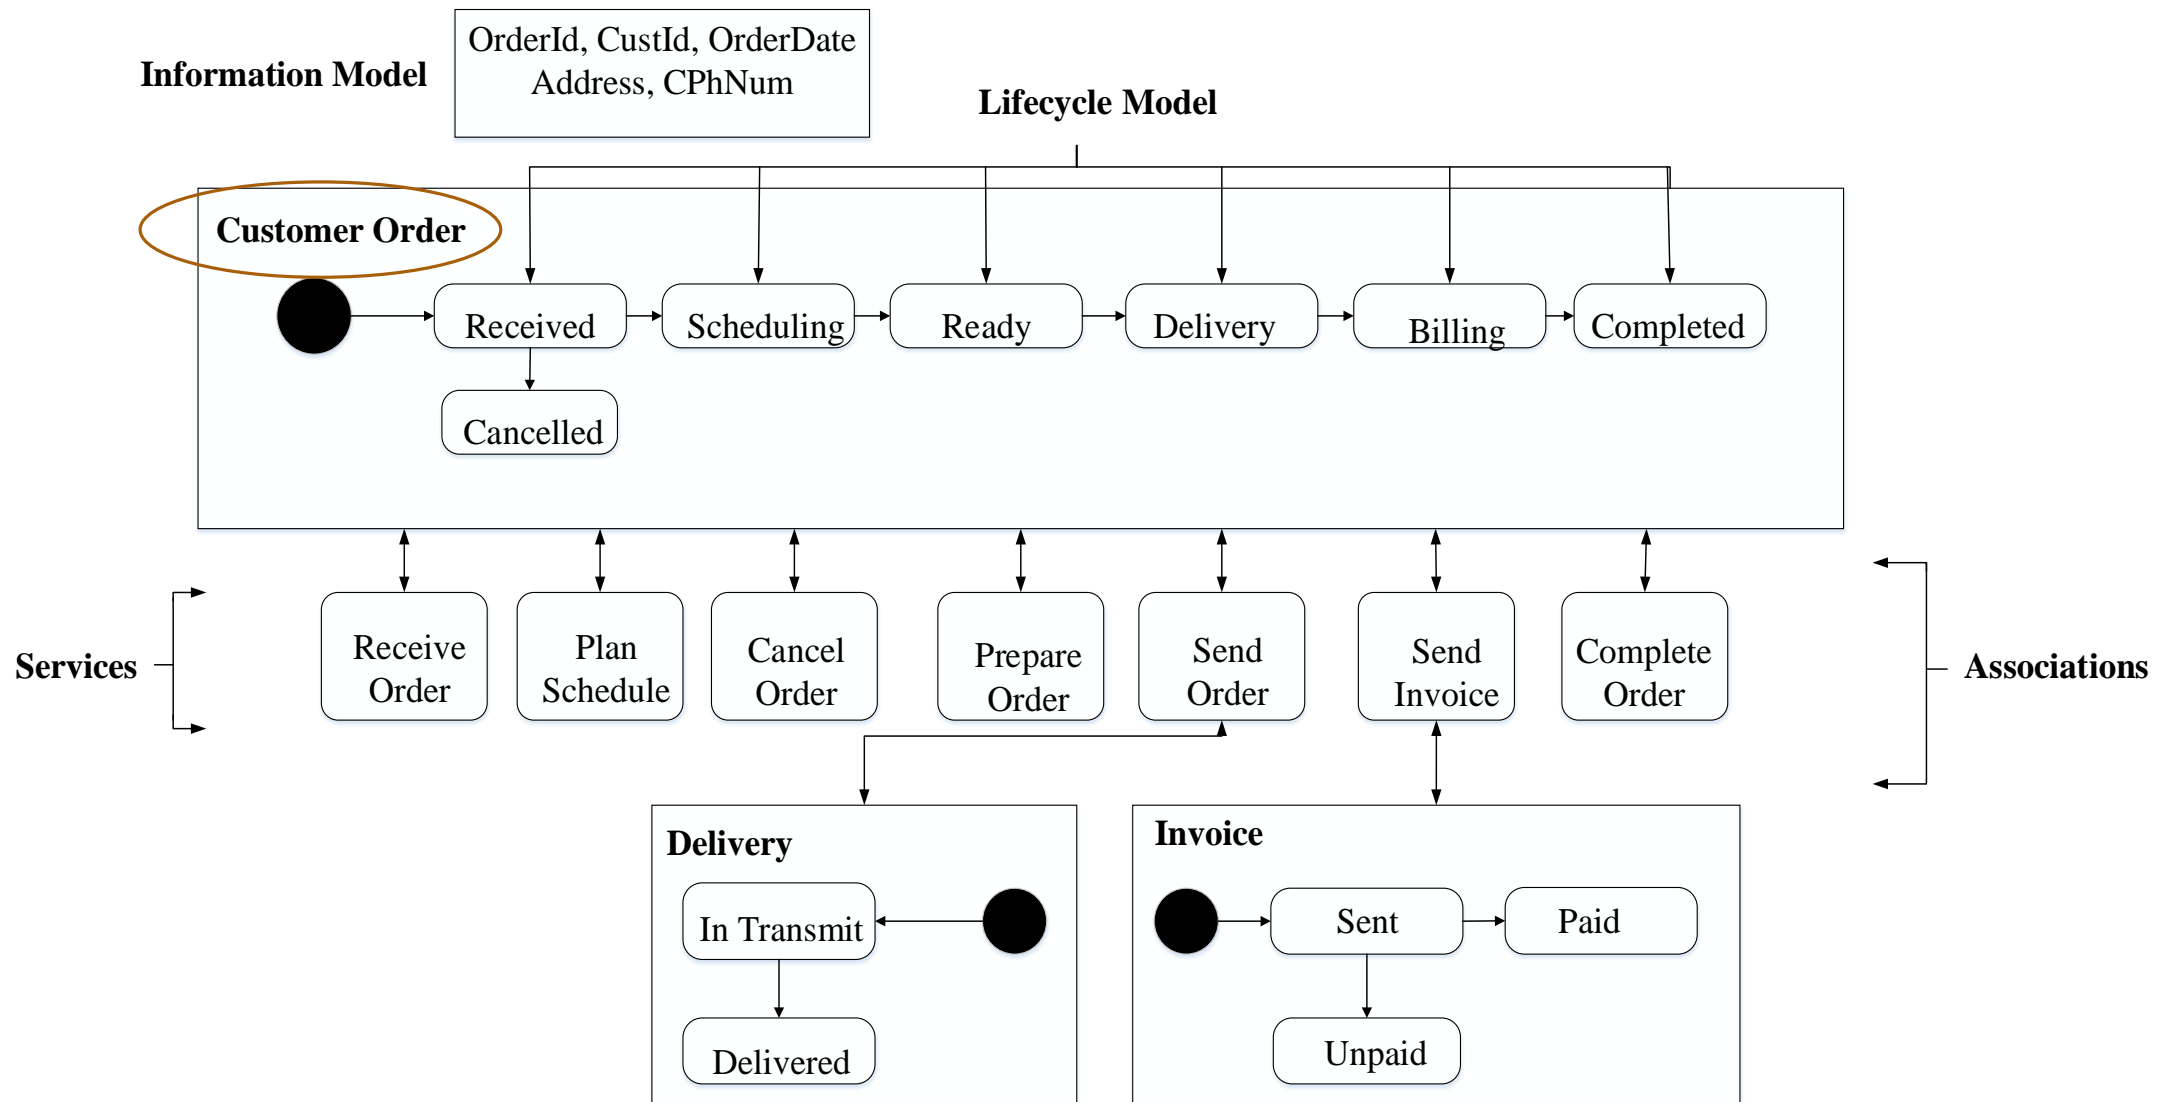 OrderId, CustId, OrderDate
Address, CPhNum
Information Model
Lifecycle Model
Customer Order
Received
Scheduling
Ready
Delivery
Billing
Completed
Cancelled
Services
Receive
Order
Plan
Schedule
Cancel
Order
Prepare
Order
Send
Order
Send
Invoice
Complete
Order
Associations
Delivery
In Transmit
Delivered
Invoice
Sent
Paid
Unpaid